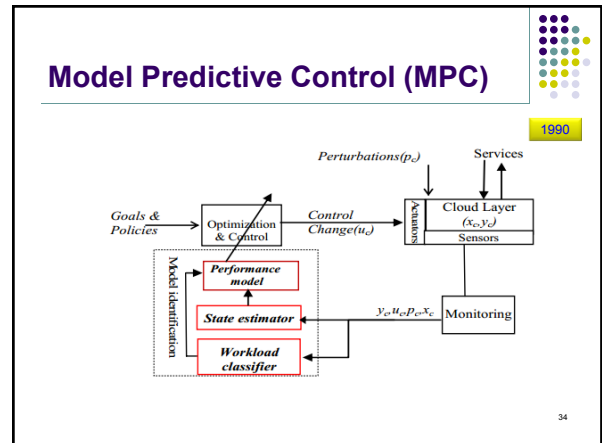 Model Predictive Control (MPC)
1990
Perturbations(pc)
Services
Goals &
Policies
Optimization
& Control
Control
Change(uc)
Actuators
Cloud Layer
(xc,yc)
Sensors
Model identification
Performance
model
State estimator
Workload
classifier
yc,uc,pc,xc
Monitoring
34